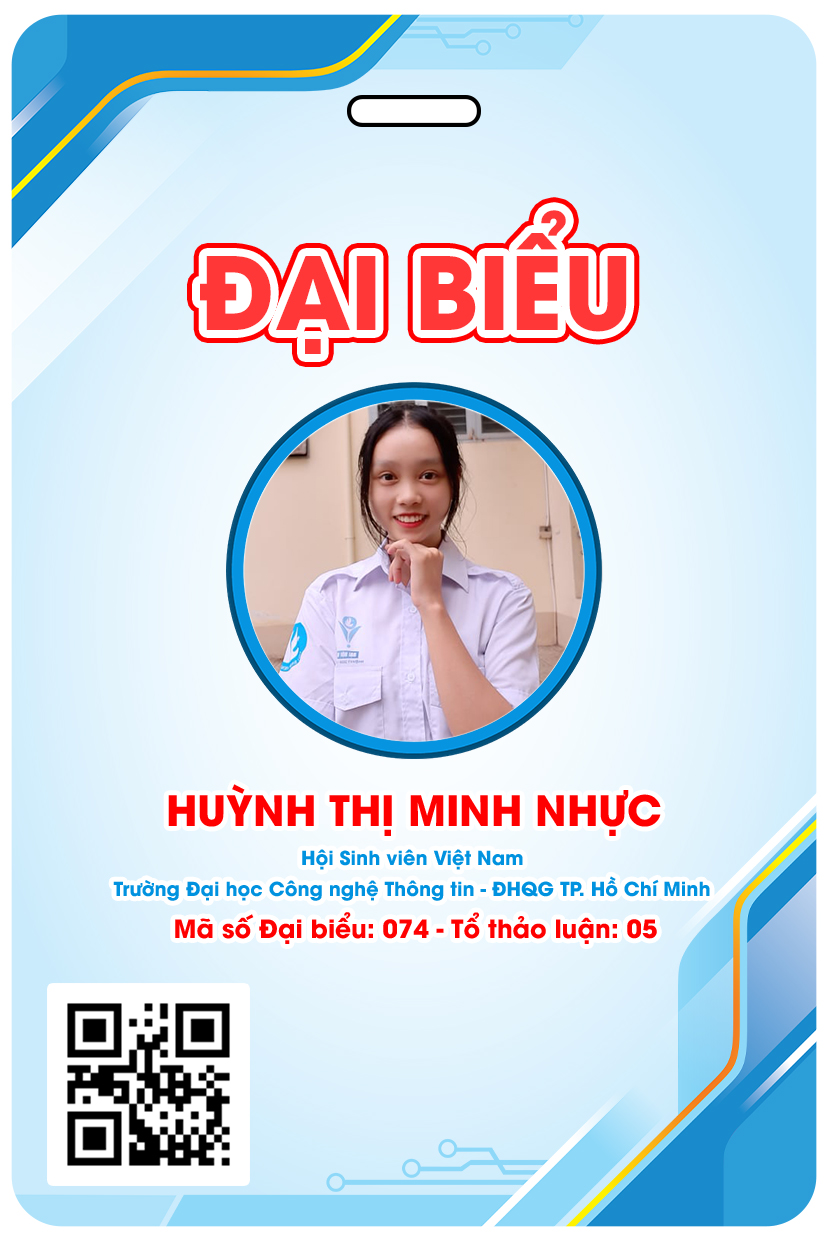 ĐẠI BIỂU
HUỲNH THỊ MINH NHỰC
Hội Sinh viên Việt Nam
Trường Đại học Công nghệ Thông tin - ĐHQG TP. Hồ Chí Minh
Mã số Đại biểu: 074 - Tổ thảo luận: 05